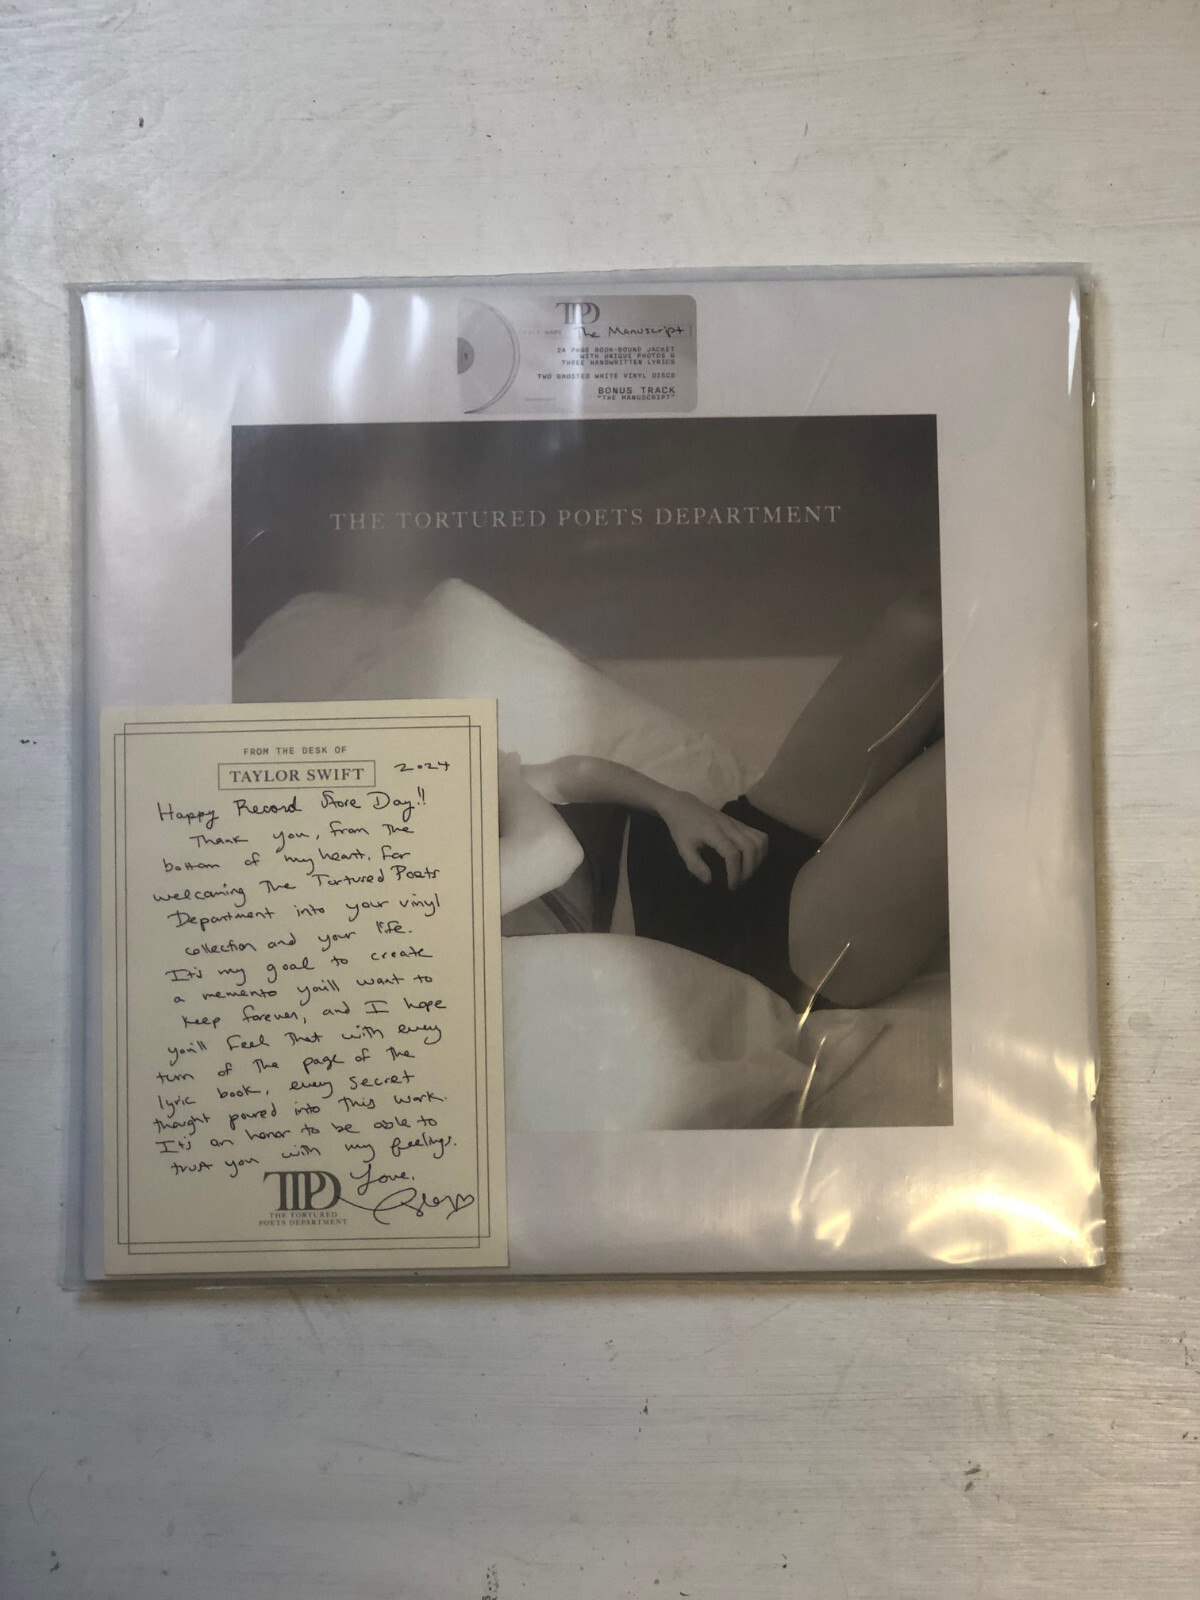 TTPD
The Manuscript
24 PAGE BOOK-BOUND JACKET
WITH UNIQUE PHOTOS &
THREE HANDWRITTEN LYRICS
TWO GHOSTED WHITE VINYL DISCS
BONUS TRACK
"THE MANUSCRIPT"
THE TORTURED POETS DEPARTMENT
FROM THE DESK OF
TAYLOR SWIFT
2024
Happy Record Store Day!!
Thank you, from the
bottom of my heart, for
welcoming The Tortured Poets
Department into your vinyl
collection and your life.
It's my goal to create
a memento you'll want to
keep forever, and I hope
you'll feel that with every
turn of the page of the
lyric book, every secret
thought poured into this work.
It's an honor to be able to
trust you with my feelings.
Love,
TTPD
THE TORTURED
POETS DEPARTMENT